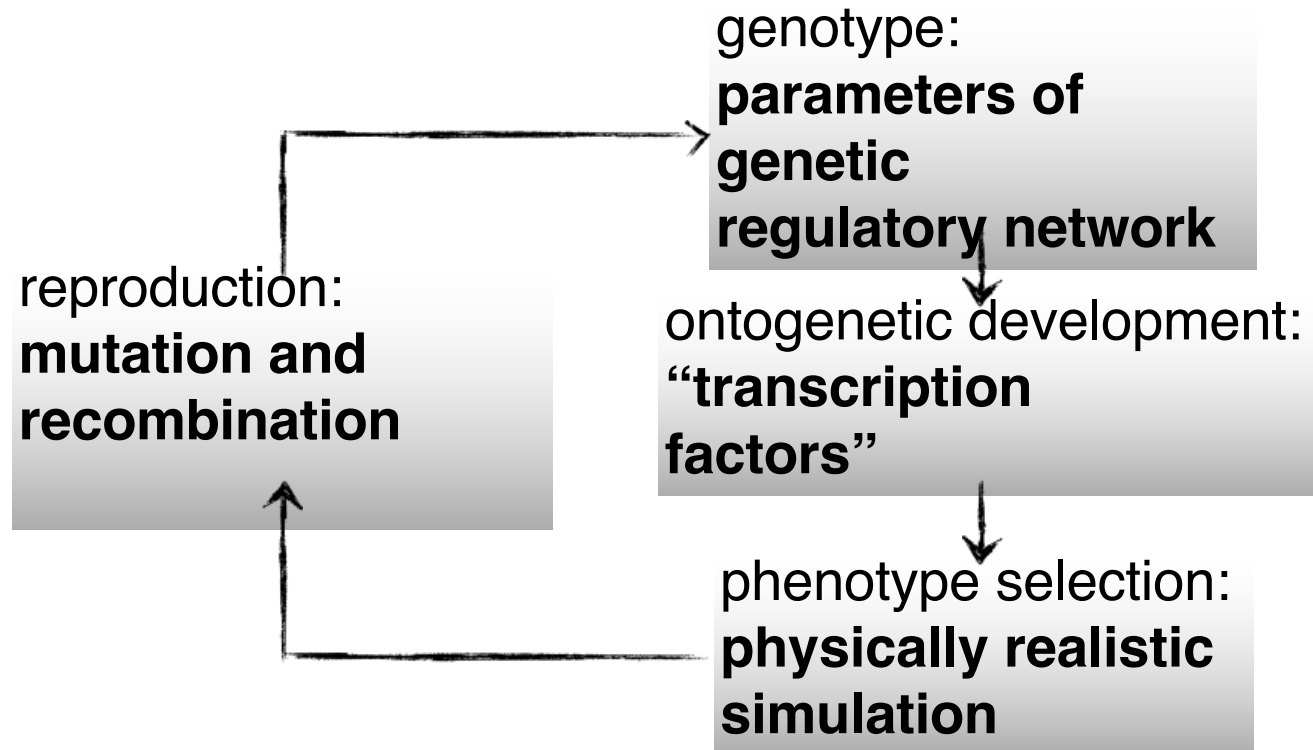 genotype:
parameters of
genetic
regulatory network
reproduction:
mutation and
recombination
ontogenetic development:
“transcription
factors”
phenotype selection:
physically realistic
simulation